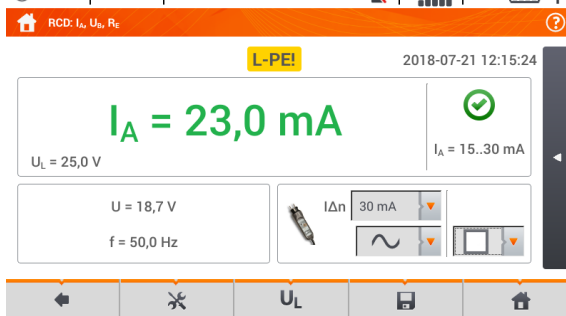 RCD: IA, UB, RE
L-PE!
2018-07-21 12:15:24
IA = 23,0 mA
UL = 25,0 V
IA = 15..30 mA
U = 18,7 V
f = 50,0 Hz
IΔn 30 mA
UL